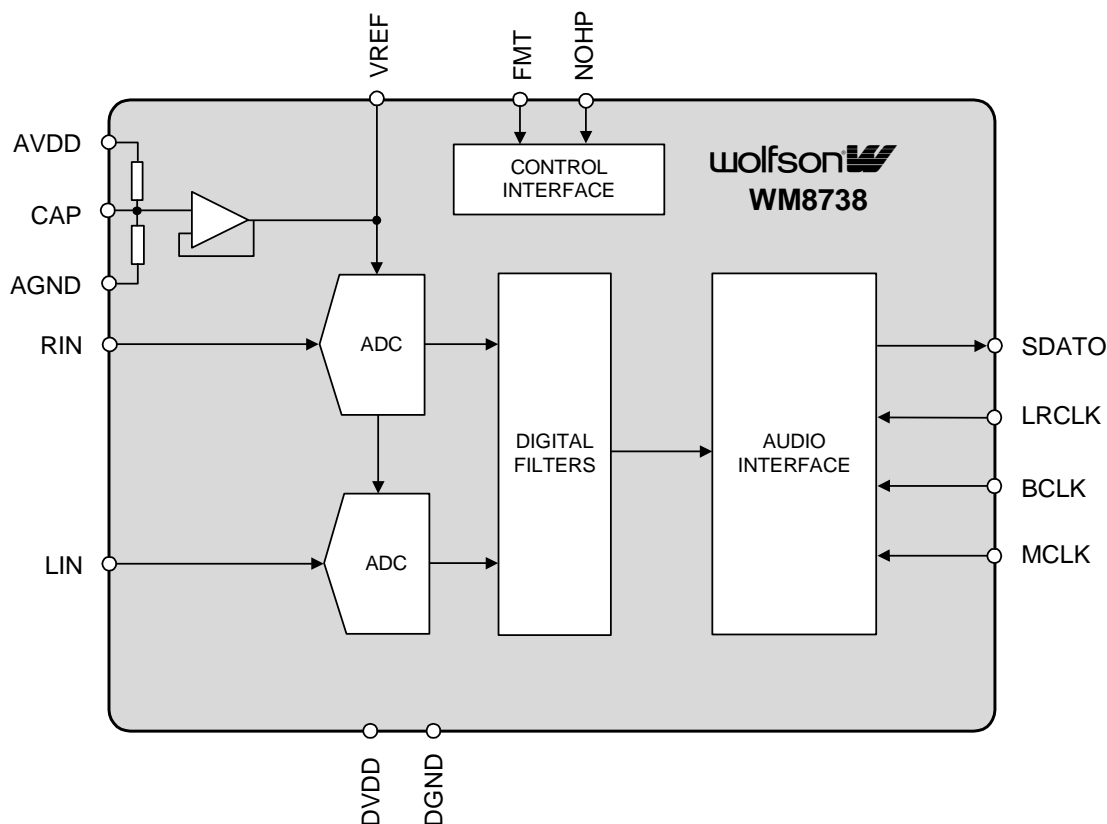 VREF
FMT
NOHP
AVDD
CAP
AGND
RIN
LIN
CONTROL
INTERFACE
wolfson®
WM8738
ADC
ADC
DIGITAL
FILTERS
AUDIO
INTERFACE
SDATO
LRCLK
BCLK
MCLK
DVDD
DGND